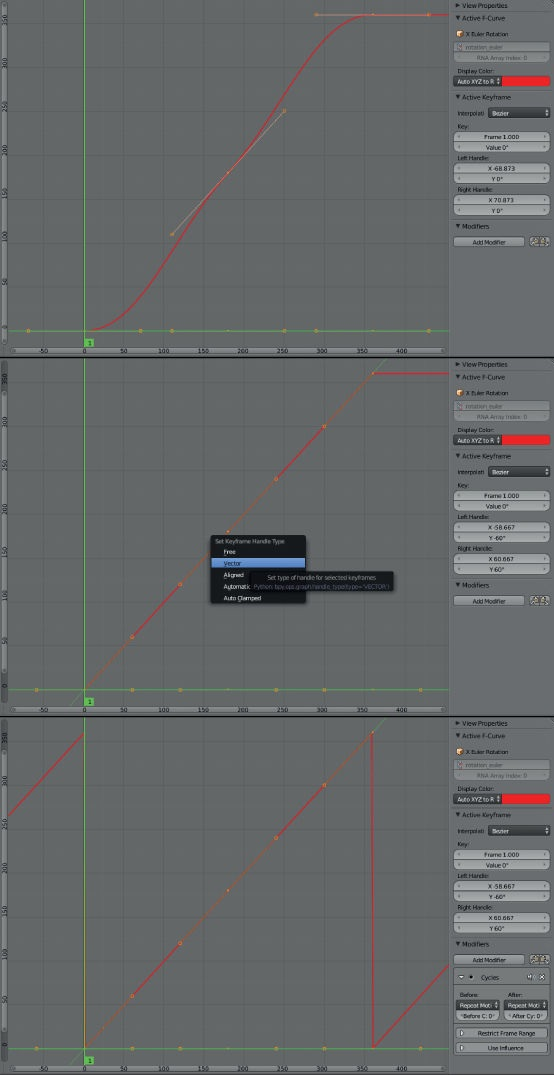 View Properties
Active F-Curve
X Euler Rotation
rotation_euler
RNA Array Index: 0
Display Color:
Auto XYZ to R
Active Keyframe
Interpolati Bezier
Key:
Frame 1.000
Value 0°
Left Handle:
X -68.873
Y 0°
Right Handle:
X 70.873
Y 0°
Modifiers
Add Modifier
350
300
250
200
150
100
50
0
1
-50 0 50 100 150 200 250 300 350 400
View Properties
Active F-Curve
X Euler Rotation
rotation_euler
RNA Array Index: 0
Display Color:
Auto XYZ to R
Active Keyframe
Interpolati Bezier
Key:
Frame 1.000
Value 0°
Left Handle:
X -58.667
Y -60°
Right Handle:
X 60.667
Y 60°
Modifiers
Add Modifier
Set Keyframe Handle Type
Free
Vector
Aligned
Automatic
Auto Clamped
Set type of handle for selected keyframes
Python: bpy.ops.graph.handle_type(type='VECTOR')
350
300
250
200
150
100
50
0
1
-50 0 50 100 150 200 250 300 350 400
View Properties
Active F-Curve
X Euler Rotation
rotation_euler
RNA Array Index: 0
Display Color:
Auto XYZ to R
Active Keyframe
Interpolati Bezier
Key:
Frame 1.000
Value 0°
Left Handle:
X -58.667
Y -60°
Right Handle:
X 60.667
Y 60°
Modifiers
Add Modifier
Cycles
Before: After:
Repeat Moti Repeat Moti
Before C: 0 After Cy: 0
Restrict Frame Range
Use Influence
350
300
250
200
150
100
50
0
1
-50 0 50 100 150 200 250 300 350 400